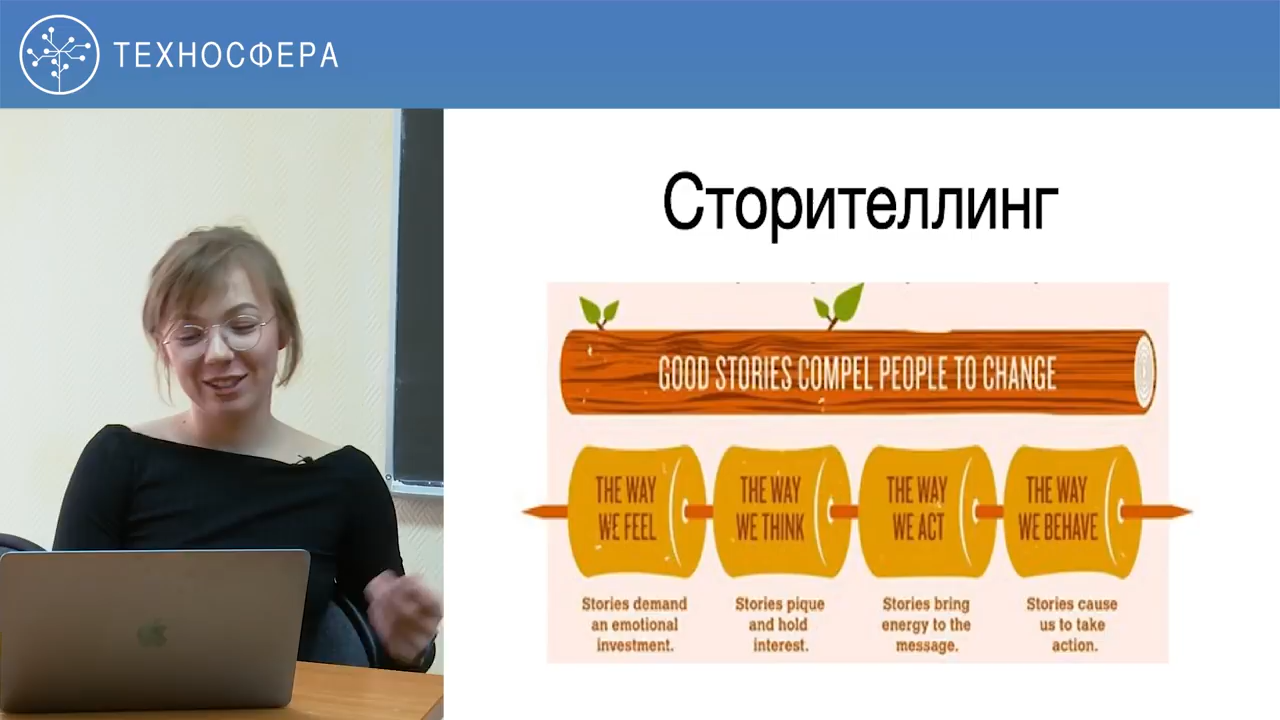 ТЕХНОСФЕРА
Сторителлинг
GOOD STORIES COMPEL PEOPLE TO CHANGE
THE WAY
WE FEEL
THE WAY
WE THINK
THE WAY
WE ACT
THE WAY
WE BEHAVE
Stories demand
an emotional
investment.
Stories pique
and hold
interest.
Stories bring
energy to the
message.
Stories cause
us to take
action.